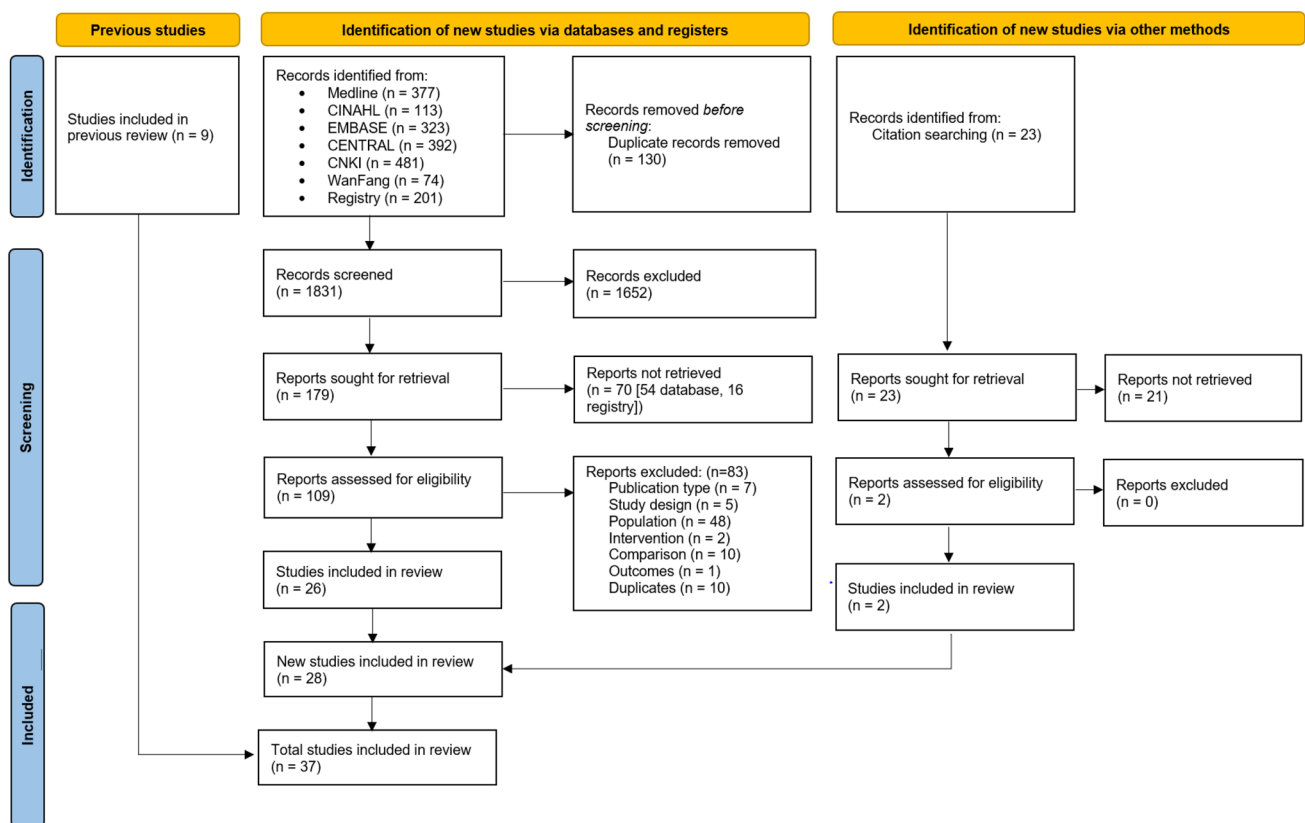 Previous studies
Identification of new studies via databases and registers
Identification of new studies via other methods
Identification
Studies included in
previous review (n = 9)
Records identified from:
• Medline (n = 377)
• CINAHL (n = 113)
• EMBASE (n = 323)
• CENTRAL (n = 392)
• CNKI (n = 481)
• WanFang (n = 74)
• Registry (n = 201)
Records removed before
screening:
Duplicate records removed
(n = 130)
Records identified from:
Citation searching (n = 23)
Screening
Records screened
(n = 1831)
Records excluded
(n = 1652)
Reports sought for retrieval
(n = 179)
Reports not retrieved
(n = 70 [54 database, 16
registry])
Reports sought for retrieval
(n = 23)
Reports not retrieved
(n = 21)
Reports assessed for eligibility
(n = 109)
Reports excluded: (n=83)
Publication type (n = 7)
Study design (n = 5)
Population (n = 48)
Intervention (n = 2)
Comparison (n = 10)
Outcomes (n = 1)
Duplicates (n = 10)
Reports assessed for eligibility
(n = 2)
Reports excluded
(n = 0)
Studies included in review
(n = 26)
Studies included in review
(n = 2)
Included
New studies included in review
(n = 28)
Total studies included in review
(n = 37)